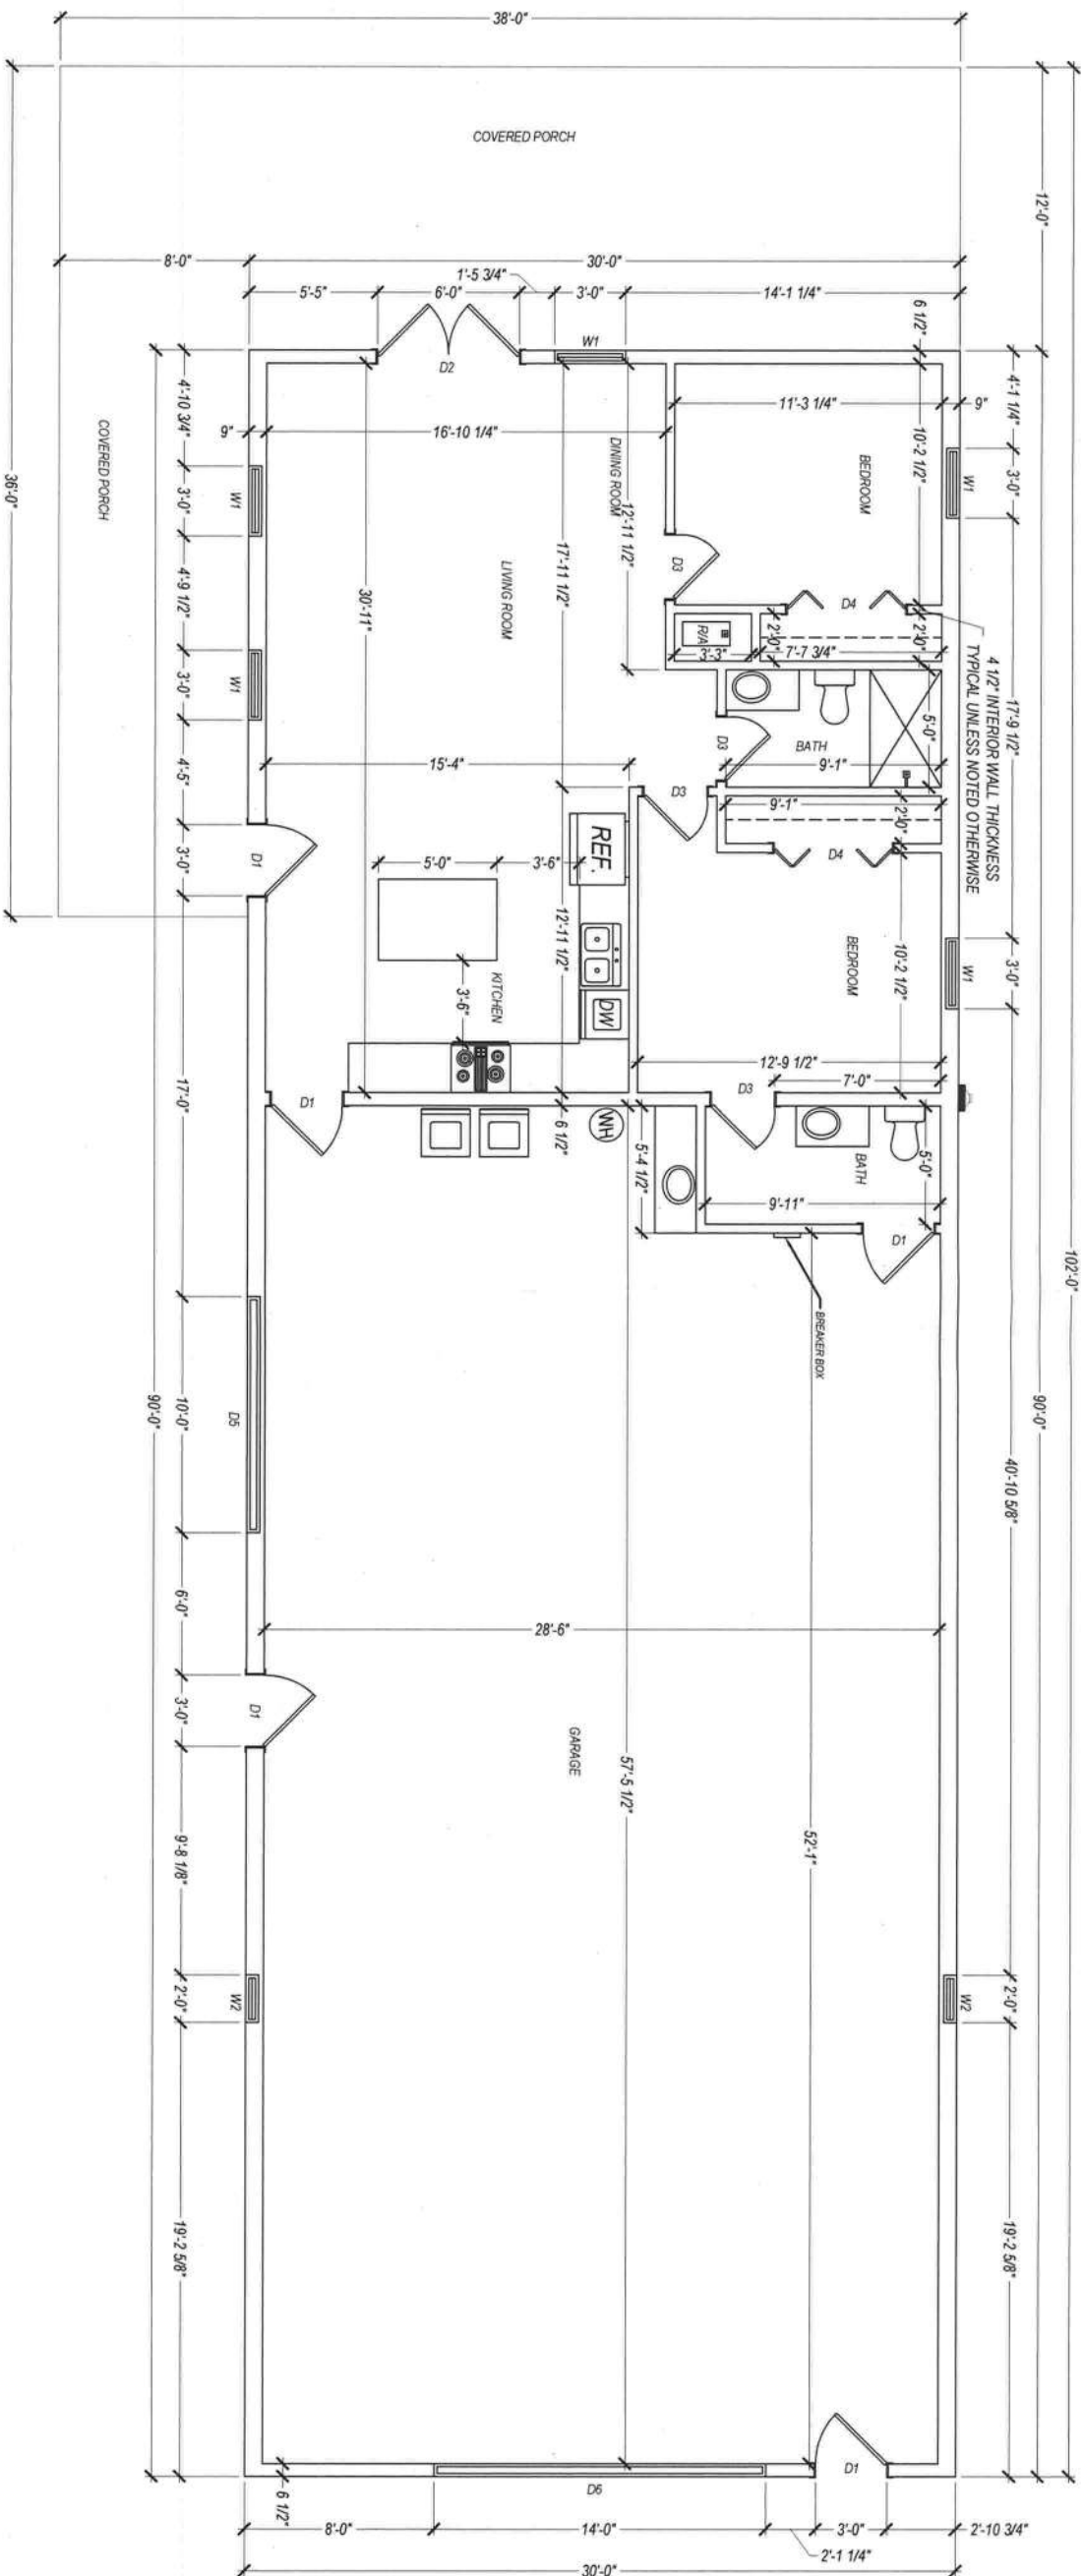 38'-0"
COVERED PORCH
12'-0"
8'-0"
30'-0"
1'-5 3/4"
5'-5"
6'-0"
3'-0"
14'-1 1/4"
6 1/2"
W1
D2
36'-0"
COVERED PORCH
4'-10 3/4"
3'-0"
4'-9 1/2"
3'-0"
4'-5"
3'-0"
17'-0"
10'-0"
6'-0"
3'-0"
9'-8 1/8"
2'-0"
19'-2 5/8"
90'-0"
W1
W1
D1
D5
D1
W2
9"
16'-10 1/4"
11'-3 1/4"
9"
4'-1 1/4"
3'-0"
17'-9 1/2"
3'-0"
40'-10 5/8"
2'-0"
19'-2 5/8"
90'-0"
102'-0"
W1
W1
W2
DINING ROOM
12'-11 1/2"
17'-11 1/2"
LIVING ROOM
30'-11"
BEDROOM
10'-2 1/2"
D3
D4
R/A
3'-3"
2'-0"
7'-7 3/4"
2'-0"
4 1/2" INTERIOR WALL THICKNESS
TYPICAL UNLESS NOTED OTHERWISE
BATH
5'-0"
9'-1"
D3
15'-4"
D3
9'-1"
2'-0"
D4
REF.
5'-0"
3'-6"
12'-11 1/2"
DW
KITCHEN
3'-6"
BEDROOM
10'-2 1/2"
12'-9 1/2"
7'-0"
D3
D1
6 1/2"
WH
5'-4 1/2"
BATH
5'-0"
9'-11"
D1
BREAKER BOX
28'-6"
GARAGE
57'-5 1/2"
52'-1"
D1
D6
6 1/2"
8'-0"
14'-0"
2'-1 1/4"
3'-0"
2'-10 3/4"
30'-0"